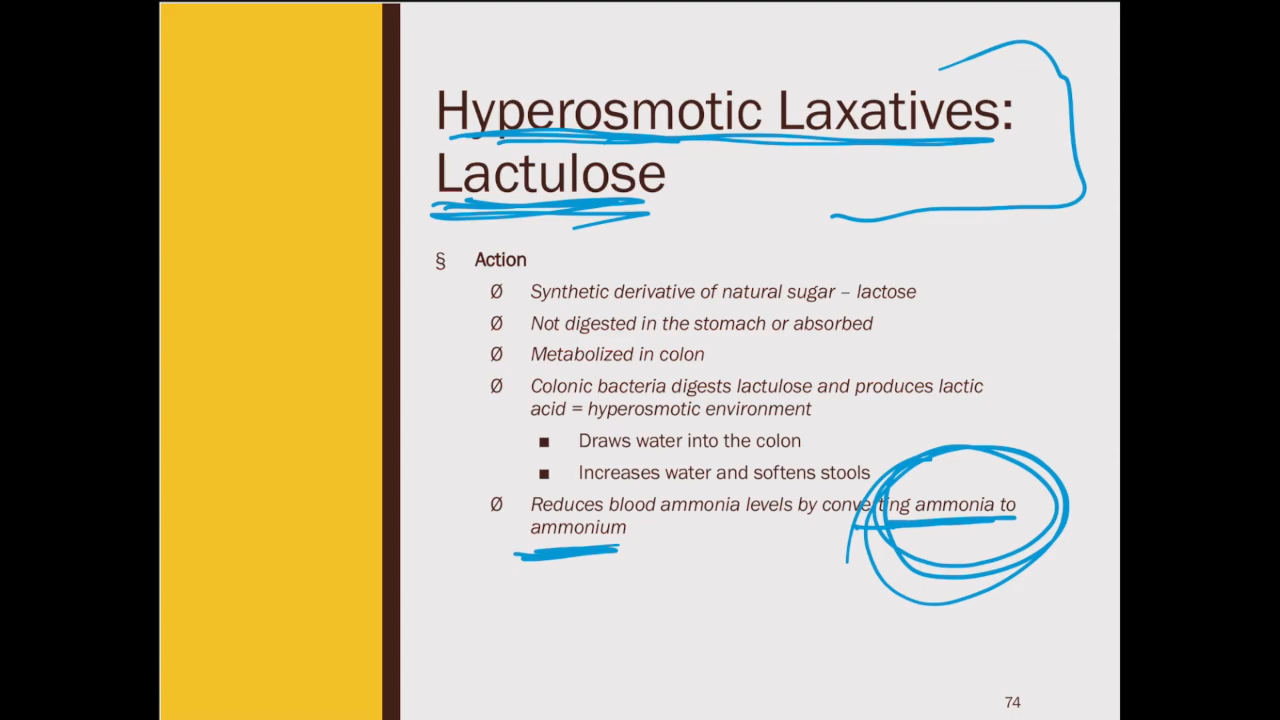 Hyperosmotic Laxatives:
Lactulose
§ Action
Ø Synthetic derivative of natural sugar – lactose
Ø Not digested in the stomach or absorbed
Ø Metabolized in colon
Ø Colonic bacteria digests lactulose and produces lactic
acid = hyperosmotic environment
■ Draws water into the colon
■ Increases water and softens stools
Ø Reduces blood ammonia levels by converting ammonia to
ammonium
74